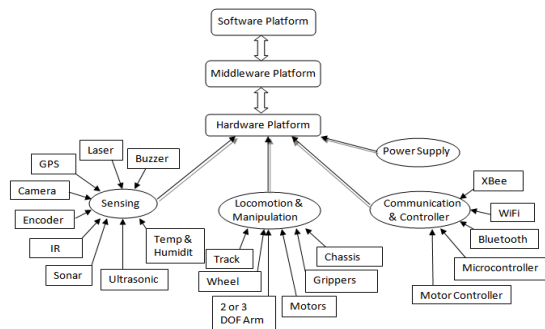 Software Platform
Middleware Platform
Hardware Platform
Laser
Buzzer
Power Supply
GPS
XBee
Camera
Sensing
Locomotion &
Manipulation
Communication
& Controller
WiFi
Encoder
Bluetooth
IR
Temp &
Humidit
Track
Chassis
Microcontroller
Sonar
Ultrasonic
Wheel
Grippers
Motor Controller
2 or 3
DOF Arm
Motors